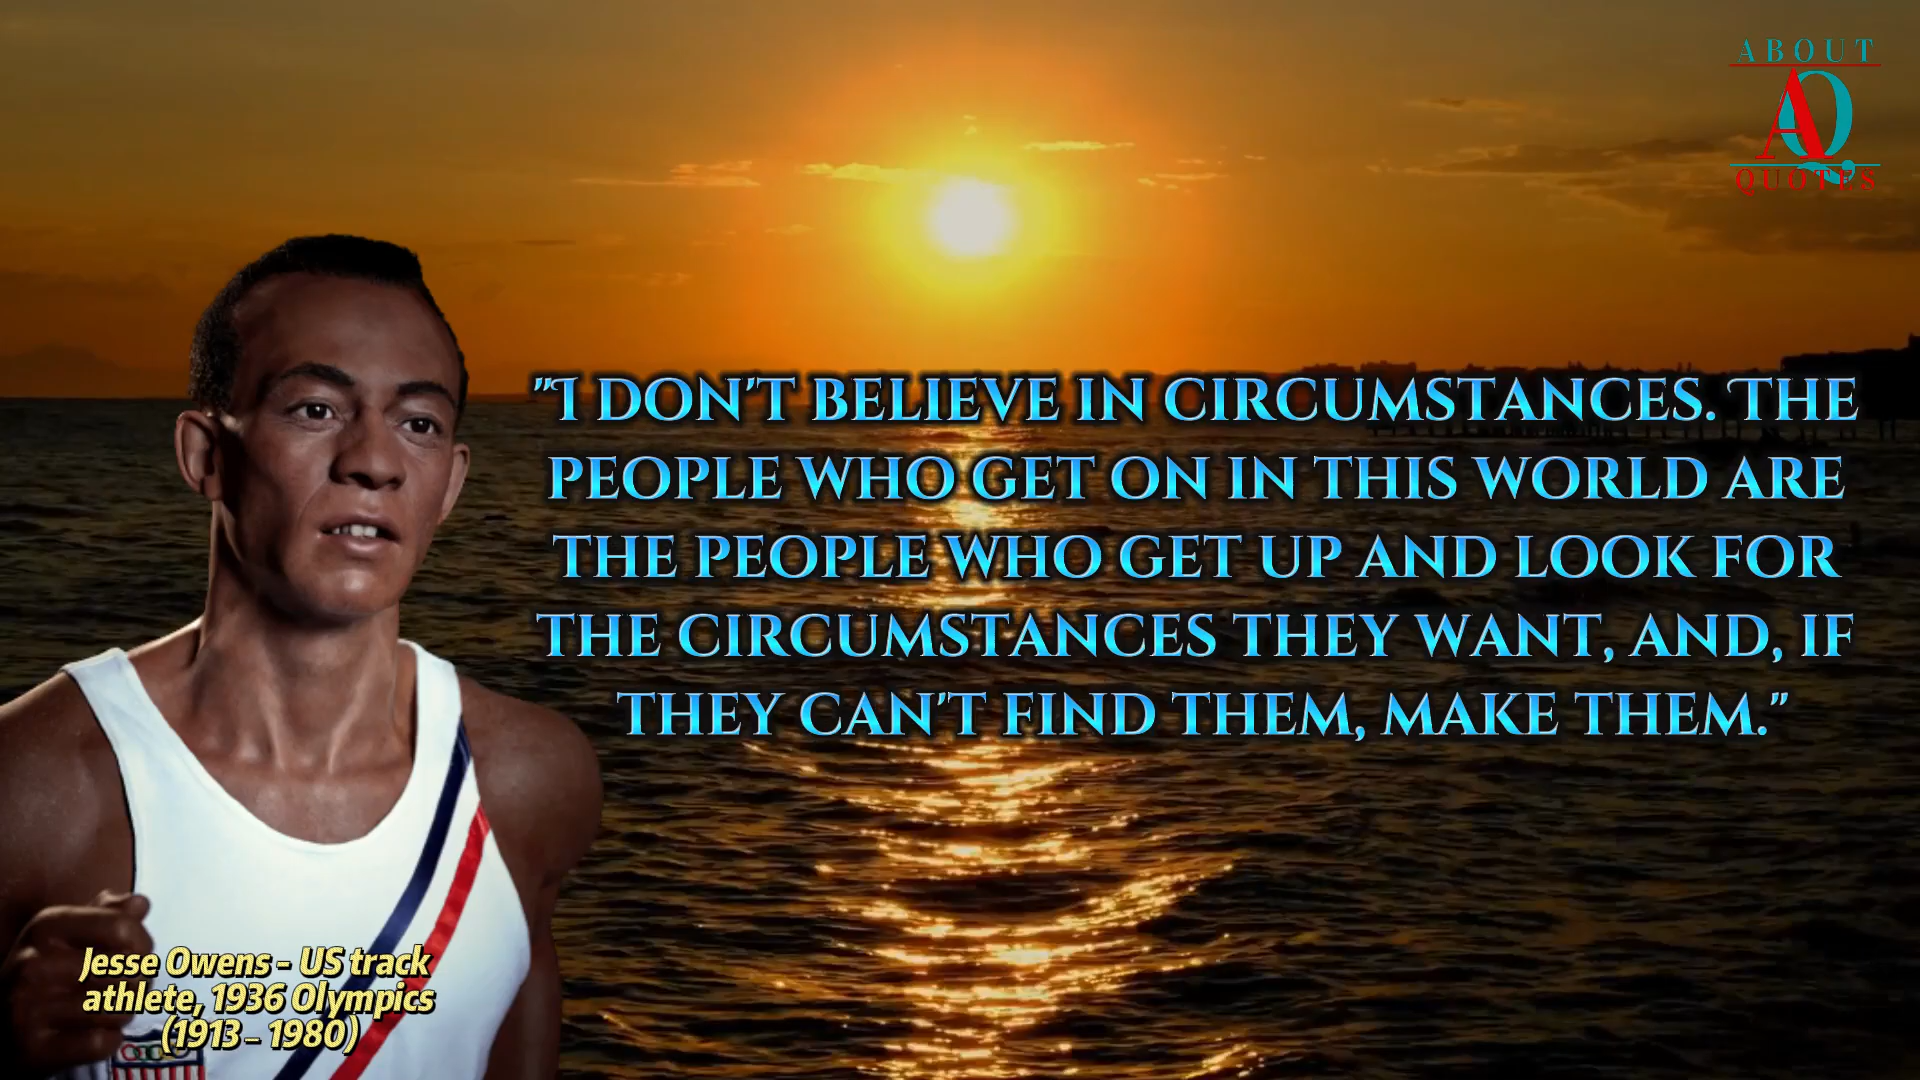 ABOUT
AQ
QUOTES
"I DON'T BELIEVE IN CIRCUMSTANCES. THE
PEOPLE WHO GET ON IN THIS WORLD ARE
THE PEOPLE WHO GET UP AND LOOK FOR
THE CIRCUMSTANCES THEY WANT, AND, IF
THEY CAN'T FIND THEM, MAKE THEM."
Jesse Owens - US track
athlete, 1936 Olympics
(1913 – 1980)